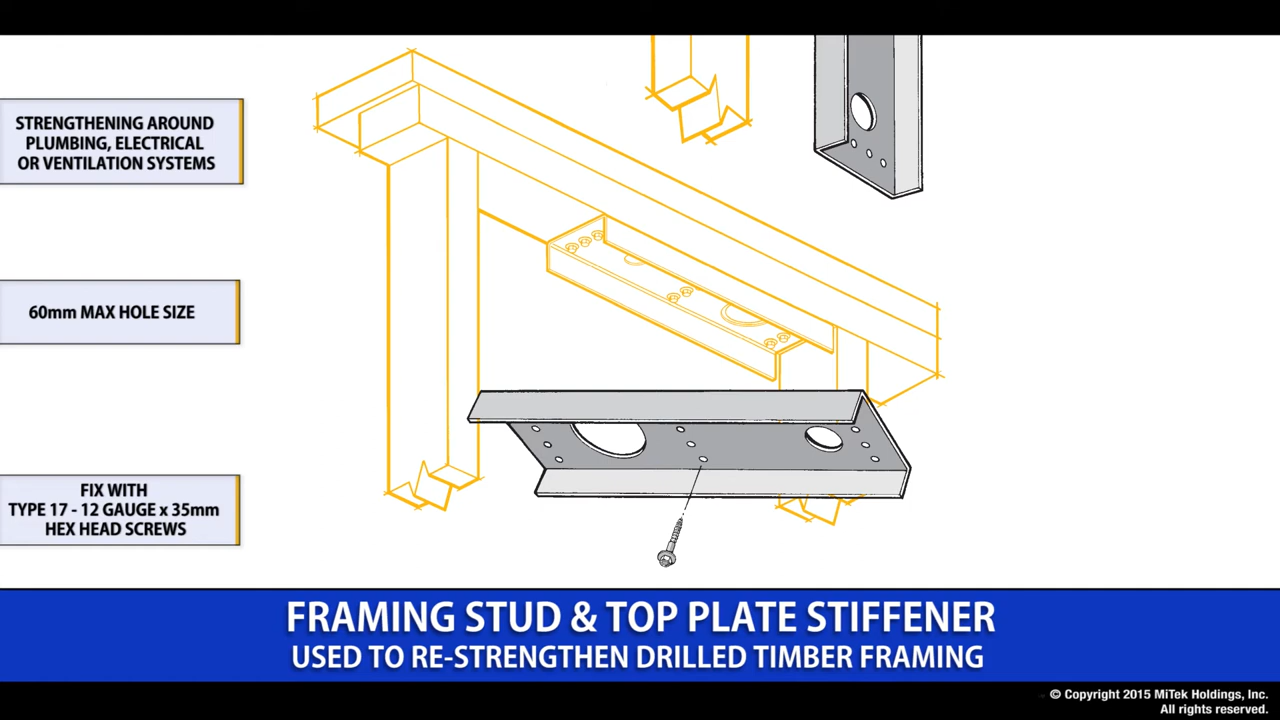 STRENGTHENING AROUND
PLUMBING, ELECTRICAL
OR VENTILATION SYSTEMS
60mm MAX HOLE SIZE
FIX WITH
TYPE 17 - 12 GAUGE x 35mm
HEX HEAD SCREWS
FRAMING STUD & TOP PLATE STIFFENER
USED TO RE-STRENGTHEN DRILLED TIMBER FRAMING
© Copyright 2015 MiTek Holdings, Inc.
All rights reserved.